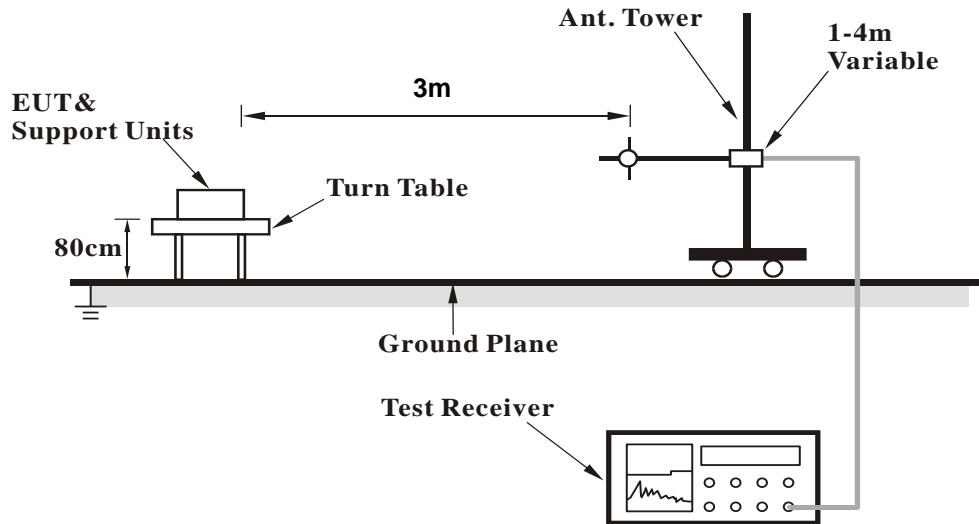 Ant. Tower
1-4m
Variable
3m
EUT&
Support Units
Turn Table
80cm
Ground Plane
Test Receiver